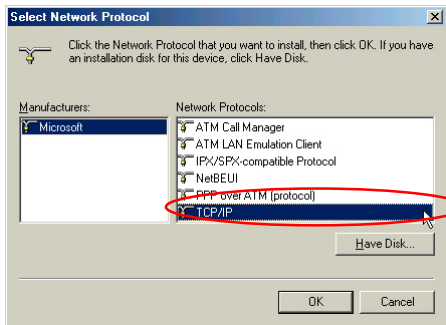 Select Network Protocol
Click the Network Protocol that you want to install, then click OK. If you have
an installation disk for this device, click Have Disk.
Manufacturers:
Microsoft
Network Protocols:
ATM Call Manager
ATM LAN Emulation Client
IPX/SPX-compatible Protocol
NetBEUI
PPP over ATM (protocol)
TCP/IP
Have Disk...
OK
Cancel